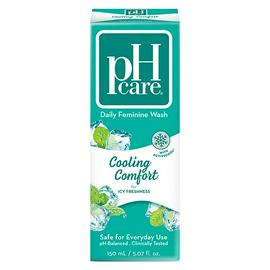 pH
pH
care®
Daily Feminine Wash
Cooling
Comfort
for
ICY FRESHNESS
Safe for Everyday Use
pH-Balanced . Clinically Tested
150 mL / 5.07 fl. oz.